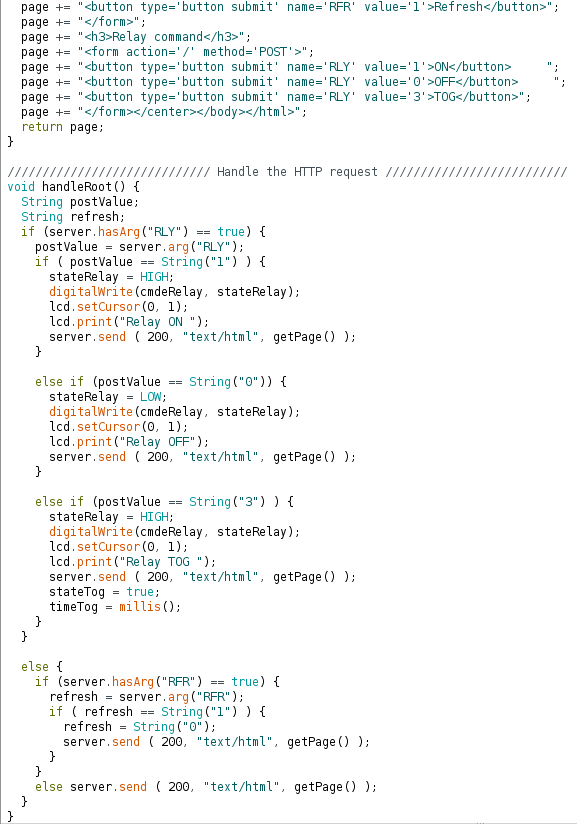 page += "<button type='button submit' name='RFR' value='1'>Refresh</button>";
page += "</form>";
page += "<h3>Relay command</h3>";
page += "<form action='/' method='POST'>";
page += "<button type='button submit' name='RLY' value='1'>ON</button>     ";
page += "<button type='button submit' name='RLY' value='0'>OFF</button>     ";
page += "<button type='button submit' name='RLY' value='3'>TOG</button>";
page += "</form></center></body></html>";
return page;
}
///////////////////////////// Handle the HTTP request //////////////////////////
void handleRoot() {
String postValue;
String refresh;
if (server.hasArg("RLY") == true) {
postValue = server.arg("RLY");
if ( postValue == String("1") ) {
stateRelay = HIGH;
digitalWrite(cmdeRelay, stateRelay);
lcd.setCursor(0, 1);
lcd.print("Relay ON ");
server.send ( 200, "text/html", getPage() );
}
else if (postValue == String("0")) {
stateRelay = LOW;
digitalWrite(cmdeRelay, stateRelay);
lcd.setCursor(0, 1);
lcd.print("Relay OFF");
server.send ( 200, "text/html", getPage() );
}
else if (postValue == String("3") ) {
stateRelay = HIGH;
digitalWrite(cmdeRelay, stateRelay);
lcd.setCursor(0, 1);
lcd.print("Relay TOG ");
server.send ( 200, "text/html", getPage() );
stateTog = true;
timeTog = millis();
}
}
else {
if (server.hasArg("RFR") == true) {
refresh = server.arg("RFR");
if ( refresh == String("1") ) {
refresh = String("0");
server.send ( 200, "text/html", getPage() );
}
}
else server.send ( 200, "text/html", getPage() );
}
}